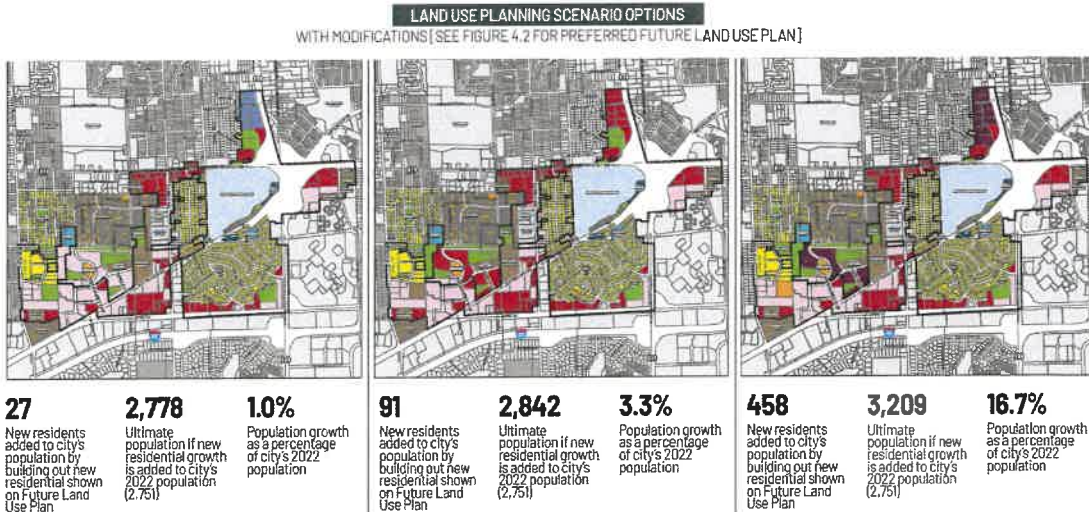 LAND USE PLANNING SCENARIO OPTIONS
WITH MODIFICATIONS [SEE FIGURE 4.2 FOR PREFERRED FUTURE LAND USE PLAN]
27
New residents
added to city's
population by
building out new
residential shown
on Future Land
Use Plan
2,778
Ultimate
population if new
residential growth
is added to city's
2022 population
(2,751)
1.0%
Population growth
as a percentage
of city's 2022
population
91
New residents
added to city's
population by
building out new
residential shown
on Future Land
Use Plan
2,842
Ultimate
population if new
residential growth
is added to city's
2022 population
(2,751)
3.3%
Population growth
as a percentage
of city's 2022
population
458
New residents
added to city's
population by
building out new
residential shown
on Future Land
Use Plan
3,209
Ultimate
population if new
residential growth
is added to city's
2022 population
(2,751)
16.7%
Population growth
as a percentage
of city's 2022
population